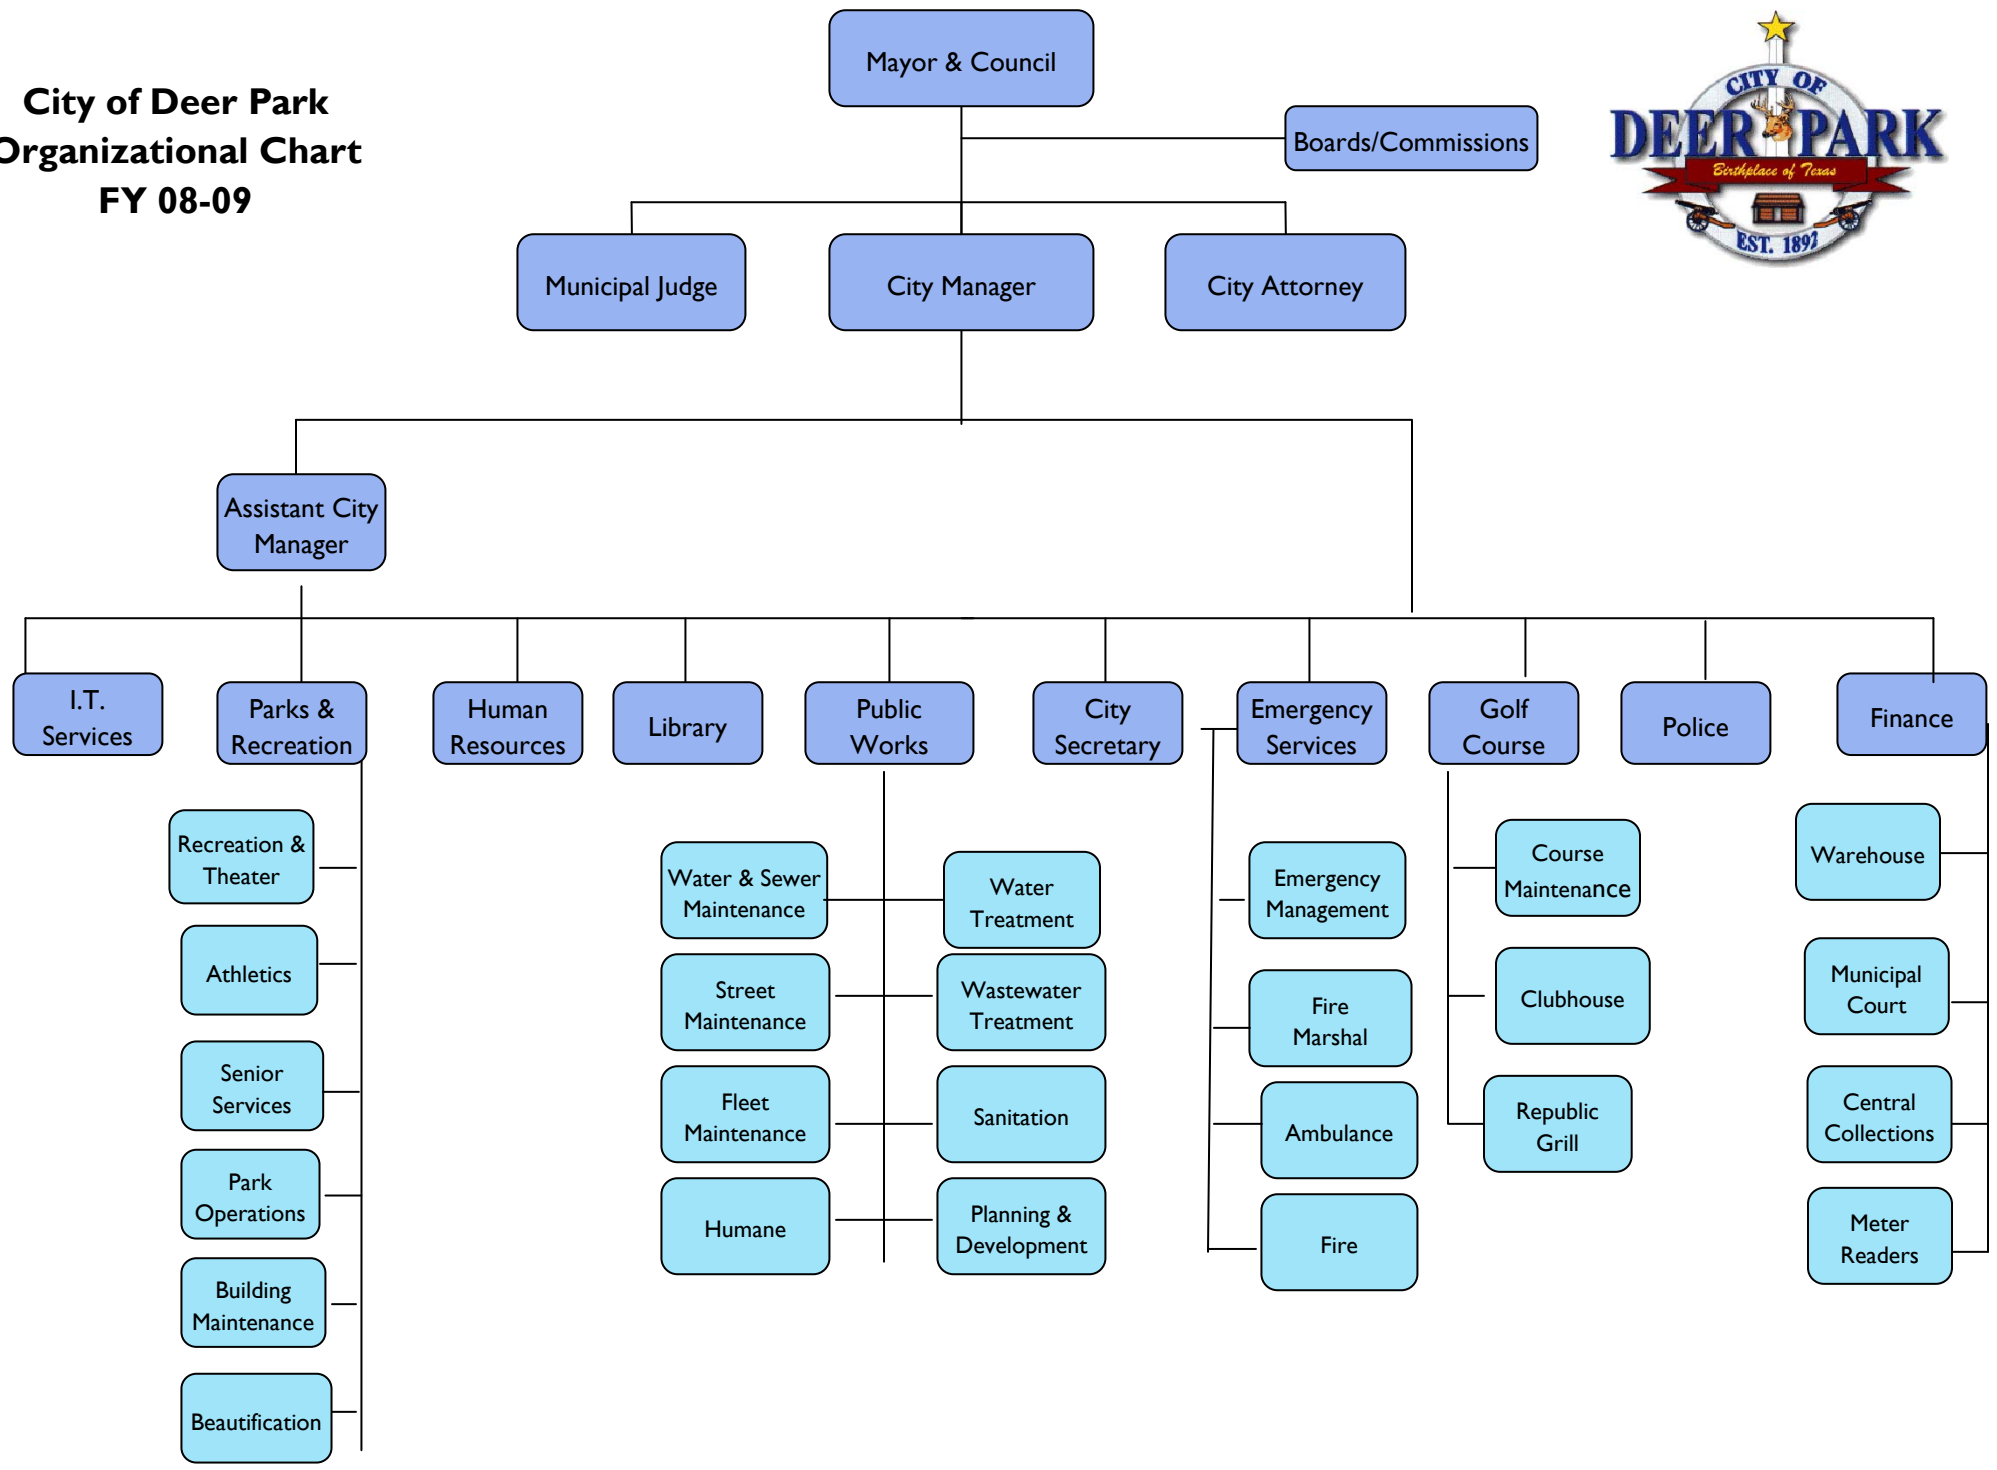 City of Deer Park
Organizational Chart
FY 08-09
Mayor & Council
Boards/Commissions
CITY OF
DEER PARK
Birthplace of Texas
EST. 1892
Municipal Judge
City Manager
City Attorney
Assistant City
Manager
I.T.
Services
Parks &
Recreation
Human
Resources
Library
Public
Works
City
Secretary
Emergency
Services
Golf
Course
Police
Finance
Recreation &
Theater
Athletics
Senior
Services
Park
Operations
Building
Maintenance
Beautification
Water & Sewer
Maintenance
Street
Maintenance
Fleet
Maintenance
Humane
Water
Treatment
Wastewater
Treatment
Sanitation
Planning &
Development
Emergency
Management
Fire
Marshal
Ambulance
Fire
Course
Maintenance
Clubhouse
Republic
Grill
Warehouse
Municipal
Court
Central
Collections
Meter
Readers